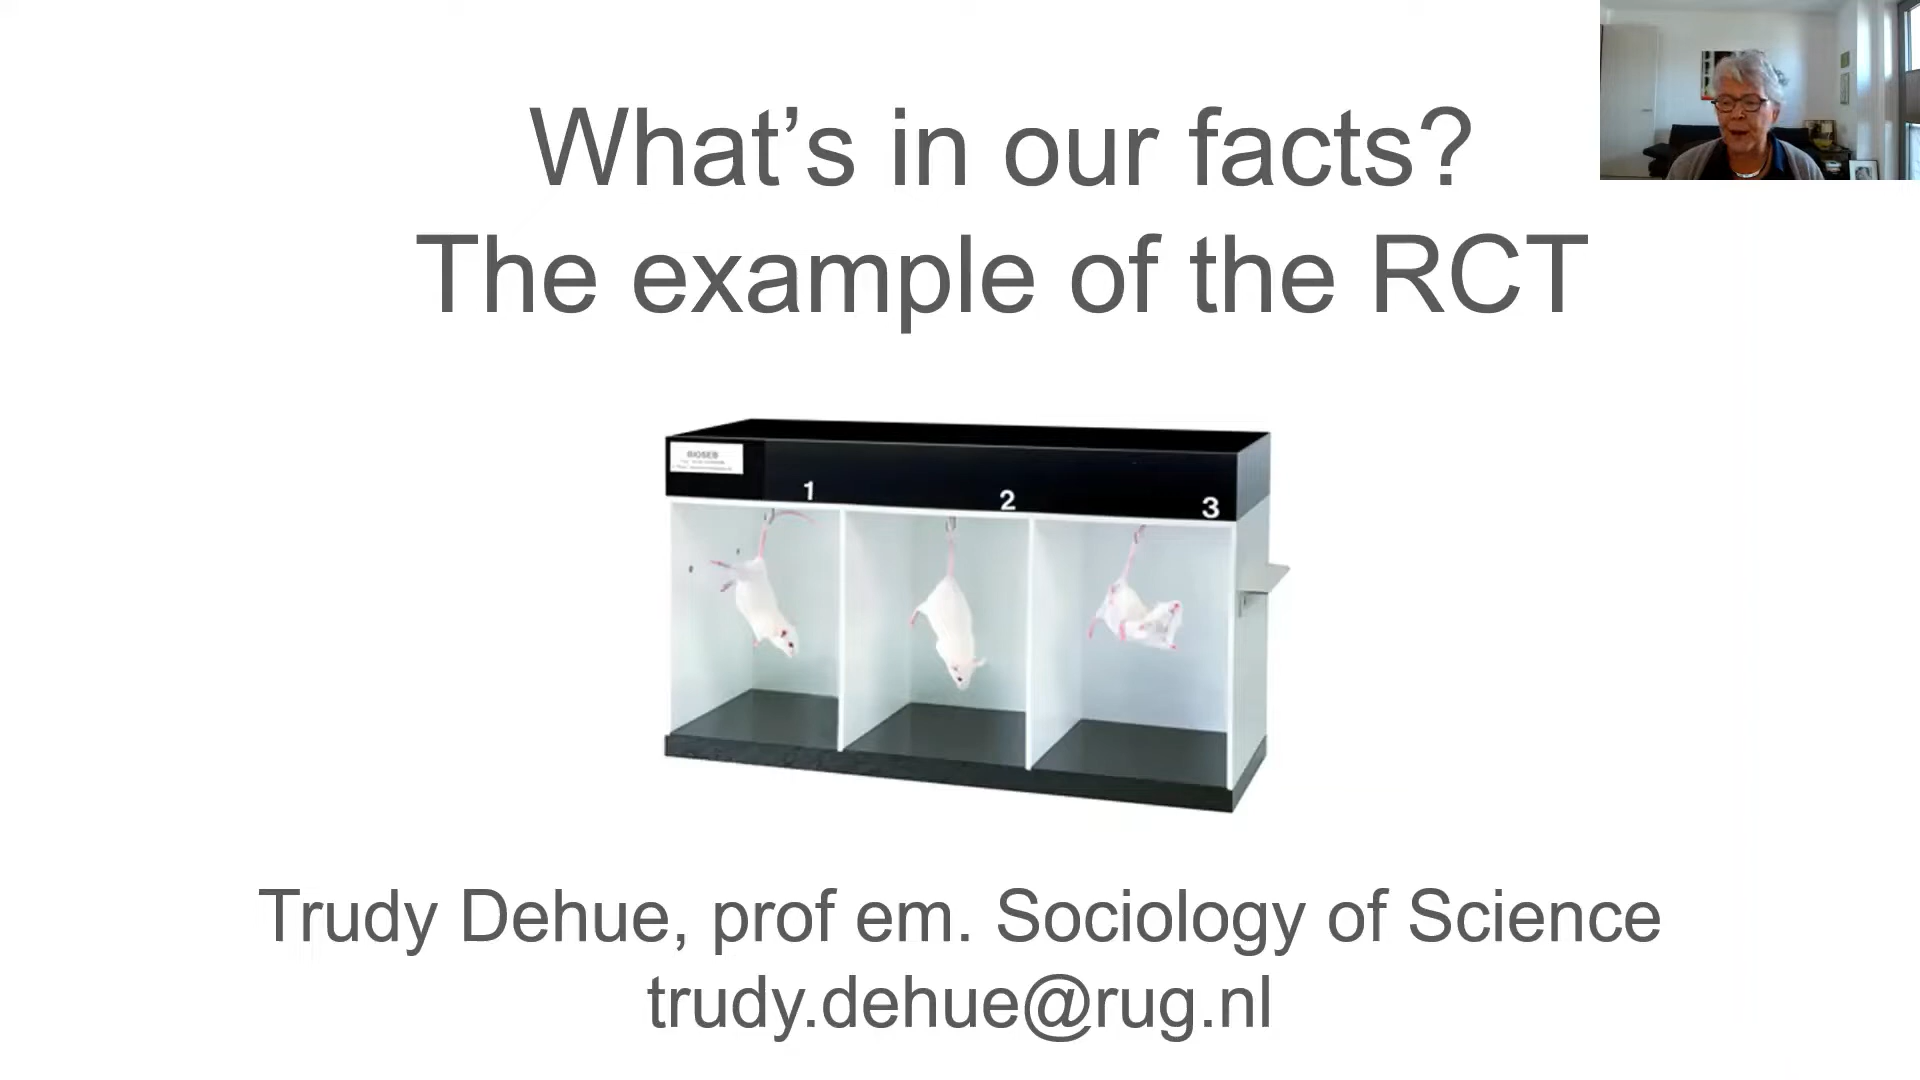 What’s in our facts?
The example of the RCT
BIOSEB
1
2
3
Trudy Dehue, prof em. Sociology of Science
trudy.dehue@rug.nl